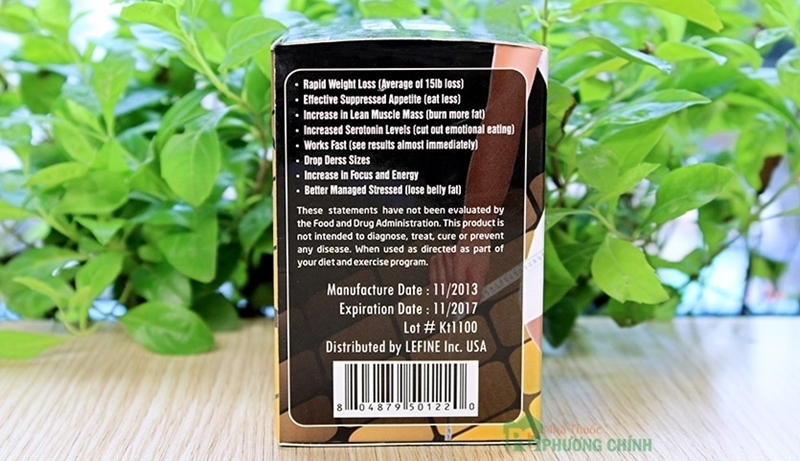 • Rapid Weight Loss (Average of 15lb loss)
• Effective Suppressed Appetite (eat less)
• Increase in Lean Muscle Mass (burn more fat)
• Increased Serotonin Levels (cut out emotional eating)
• Works Fast (see results almost immediately)
• Drop Derss Sizes
• Increase in Focus and Energy
• Better Managed Stressed (lose belly fat)
These statements have not been evaluated by
the Food and Drug Administration. This product is
not intended to diagnose, treat, cure or prevent
any disease. When used as directed as part of
your diet and exercise program.
Manufacture Date : 11/2013
Expiration Date : 11/2017
Lot # Kt1100
Distributed by LEFINE Inc. USA
8 04879 50122 0
Nhà Thuốc
PHƯƠNG CHÍNH